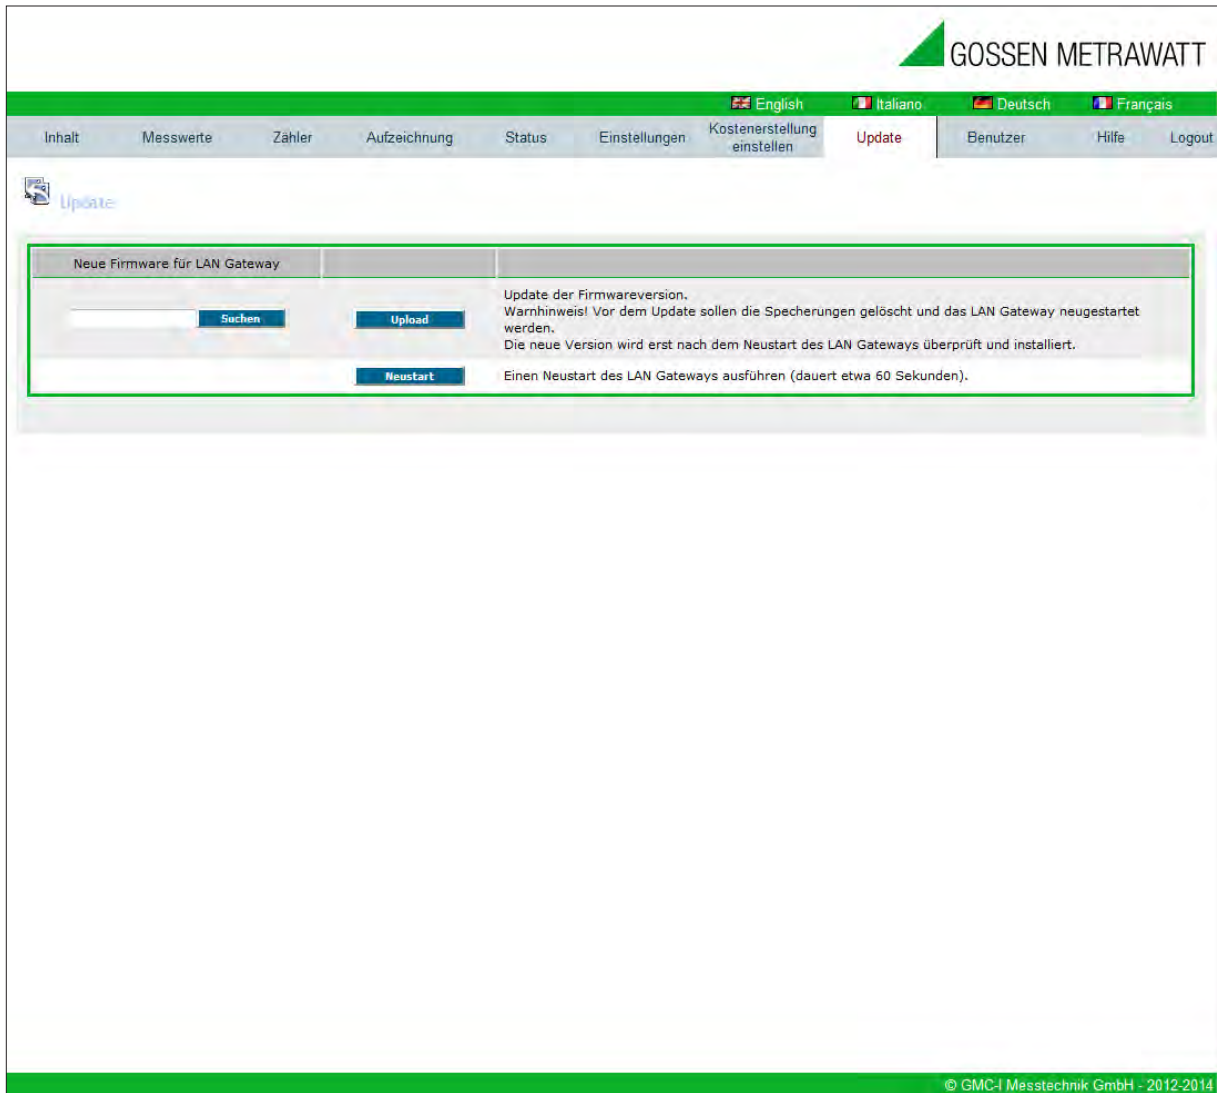 GOSSEN METRAWATT
English Italiano Deutsch Français
Inhalt Messwerte Zähler Aufzeichnung Status Einstellungen Kostenerstellung einstellen Update Benutzer Hilfe Logout
Update
Neue Firmware für LAN Gateway
Suchen
Upload
Update der Firmwareversion.
Warnhinweis! Vor dem Update sollen die Specherungen gelöscht und das LAN Gateway neugestartet
werden.
Die neue Version wird erst nach dem Neustart des LAN Gateways überprüft und installiert.
Neustart
Einen Neustart des LAN Gateways ausführen (dauert etwa 60 Sekunden).
© GMC-I Messtechnik GmbH - 2012-2014